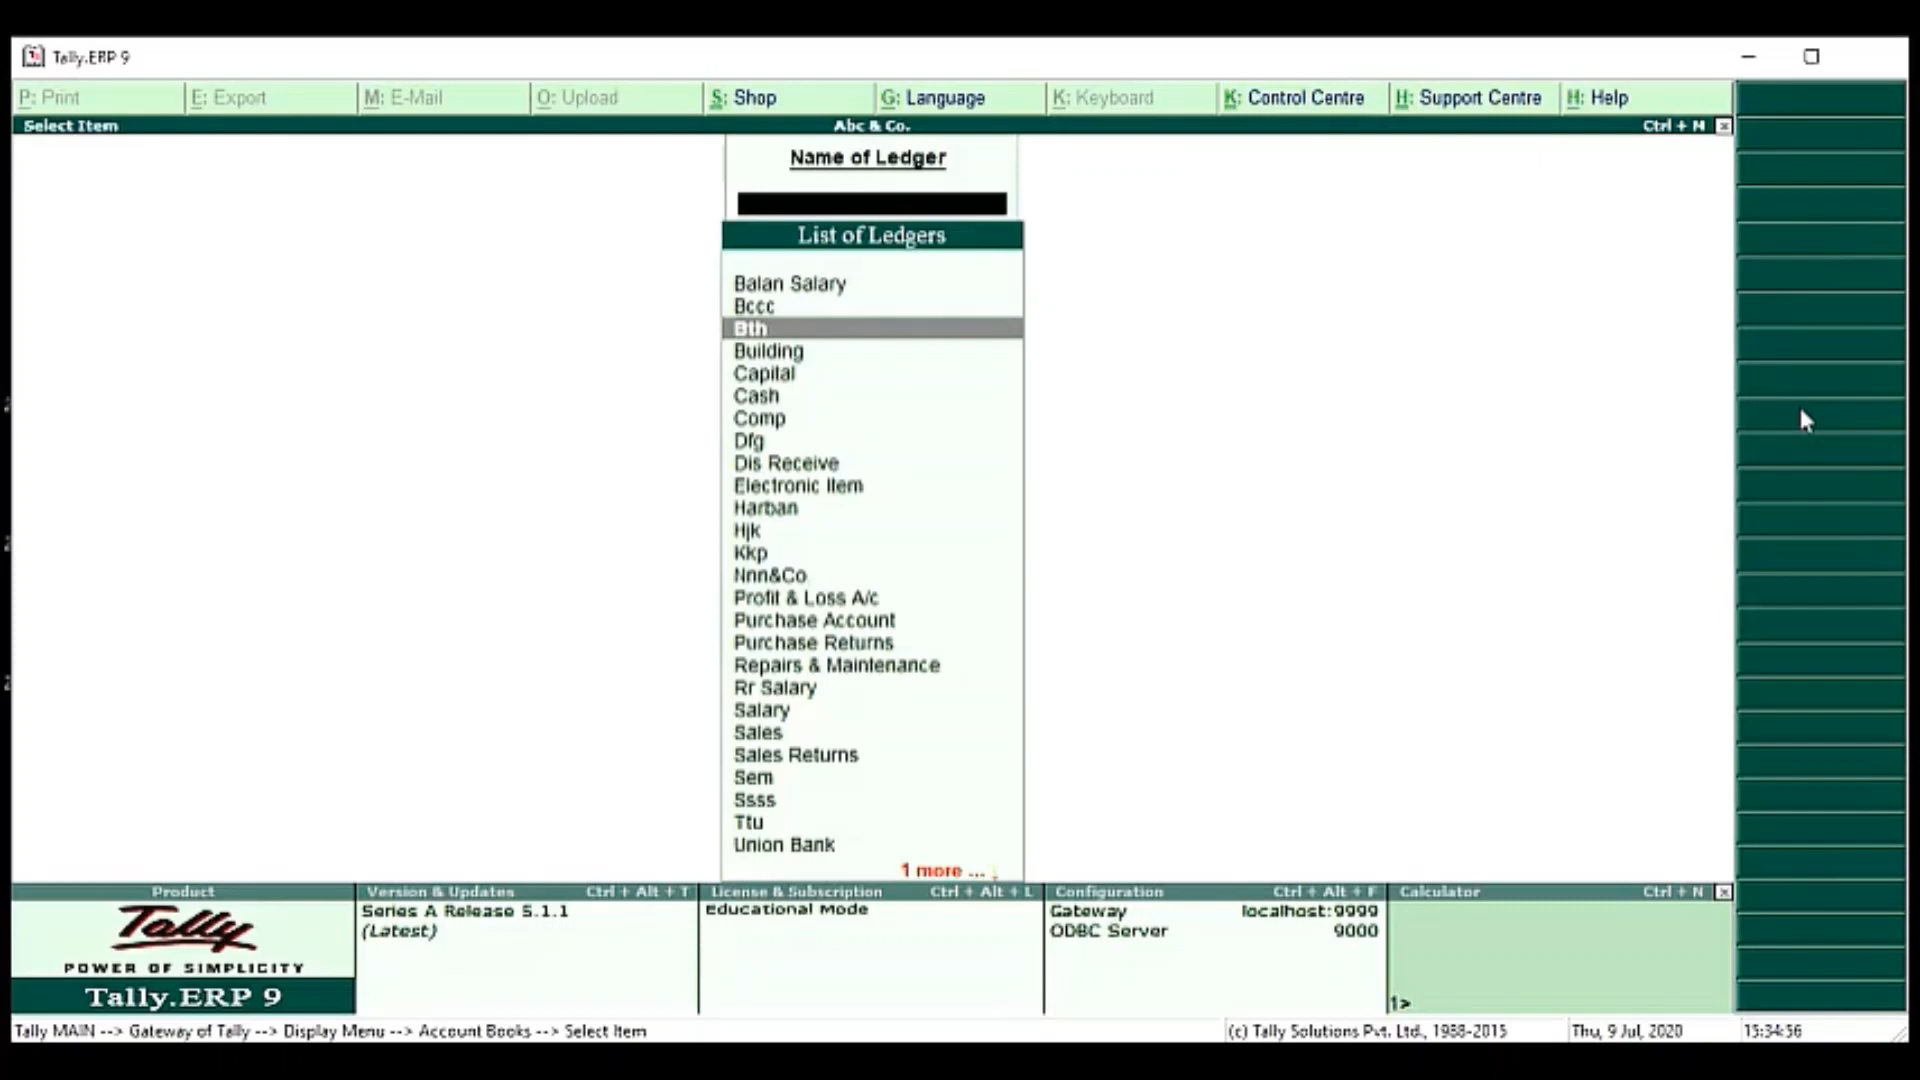 Tally.ERP 9
P: Print E: Export M: E-Mail O: Upload S: Shop G: Language K: Keyboard K: Control Centre H: Support Centre H: Help
Select Item Abc & Co. Ctrl + M
Name of Ledger
List of Ledgers
Balan Salary
Bccc
Bth
Building
Capital
Cash
Comp
Dfg
Dis Receive
Electronic Item
Harban
Hjk
Kkp
Nnn&Co
Profit & Loss A/c
Purchase Account
Purchase Returns
Repairs & Maintenance
Rr Salary
Salary
Sales
Sales Returns
Sem
Ssss
Ttu
Union Bank
1 more ...
Product Version & Updates Ctrl + Alt + T License & Subscription Ctrl + Alt + L Configuration Ctrl + Alt + F Calculator Ctrl + N
Tally
POWER OF SIMPLICITY
Tally.ERP 9
Series A Release 5.1.1
(Latest)
Educational Mode
Gateway localhost:9999
ODBC Server 9000
1>
Tally MAIN --> Gateway of Tally --> Display Menu --> Account Books --> Select Item (c) Tally Solutions Pvt. Ltd., 1988-2015 Thu, 9 Jul, 2020 15:34:56